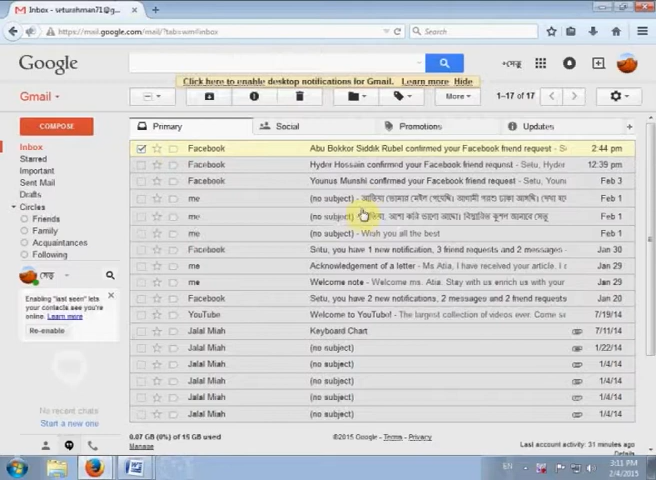 Inbox - seturahman71@g...
https://mail.google.com/mail/?tab=wm#inbox
Search
Google
+সেতু
Click here to enable desktop notifications for Gmail. Learn more Hide
Gmail
More
1–17 of 17
COMPOSE
Primary
Social
Promotions
Updates
Inbox
Starred
Important
Sent Mail
Drafts
Circles
Friends
Family
Acquaintances
Following
সেতু
Enabling "last seen" lets
your contacts see you're
online. Learn more
Re-enable
No recent chats
Start a new one
Facebook Abu Bokkor Siddik Rubel confirmed your Facebook friend request - 2:44 pm
Facebook Hyder Hossain confirmed your Facebook friend request - Setu, Hyder 12:39 pm
Facebook Younus Munshi confirmed your Facebook friend request - Setu, Feb 3
me (no subject) - Feb 1
me (no subject) Feb 1
me (no subject) - Wish you all the best Feb 1
Facebook Setu, you have 1 new notification, 3 friend requests and 2 messages - Jan 30
me Acknowledgement of a letter - Ms Atia, I have received your article, I Jan 29
me Welcome note - Welcome ms. Atia. Stay with us enrich us with your Jan 29
Facebook Setu, you have 2 new notifications, 2 messages and 2 friend requests Jan 20
YouTube Welcome to YouTube! - The largest collection of videos ever. Come 7/19/14
Jalal Miah Keyboard Chart 7/11/14
Jalal Miah (no subject) 1/22/14
Jalal Miah (no subject) 1/4/14
Jalal Miah (no subject) 1/4/14
Jalal Miah (no subject) 1/4/14
Jalal Miah (no subject) 1/4/14
0.07 GB (0%) of 15 GB used
Manage
©2015 Google - Terms - Privacy
Last account activity: 31 minutes ago
Details
EN
3:11 PM
2/4/2015